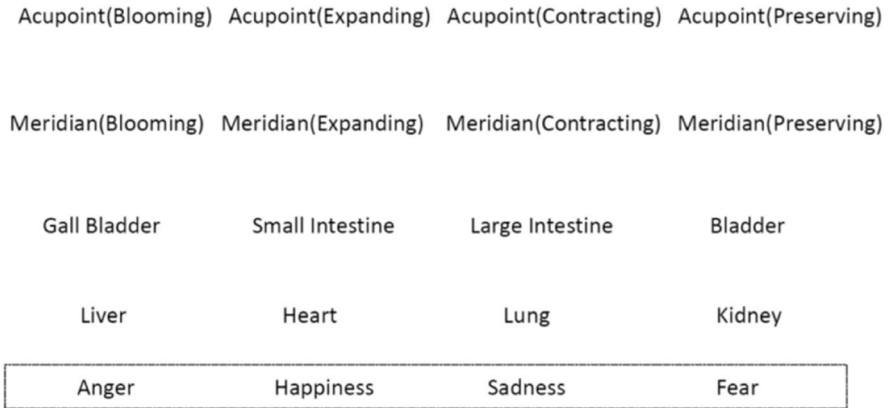 Acupoint(Blooming) Acupoint(Expanding) Acupoint(Contracting) Acupoint(Preserving)
Meridian(Blooming) Meridian(Expanding) Meridian(Contracting) Meridian(Preserving)
Gall Bladder Small Intestine Large Intestine Bladder
Liver Heart Lung Kidney
Anger Happiness Sadness Fear